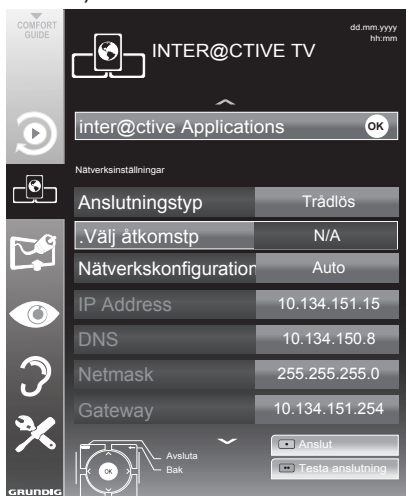 COMFORT
GUIDE
INTER@CTIVE TV
dd.mm.yyyy
hh:mm
inter@ctive Applications
OK
Nätverksinställningar
Anslutningstyp
Trådlös
.Välj åtkomstp
N/A
Nätverkskonfiguration
Auto
IP Address
10.134.151.15
DNS
10.134.150.8
Netmask
255.255.255.0
Gateway
10.134.151.254
Avsluta
Bak
OK
Anslut
Testa anslutning
GRUNDIG